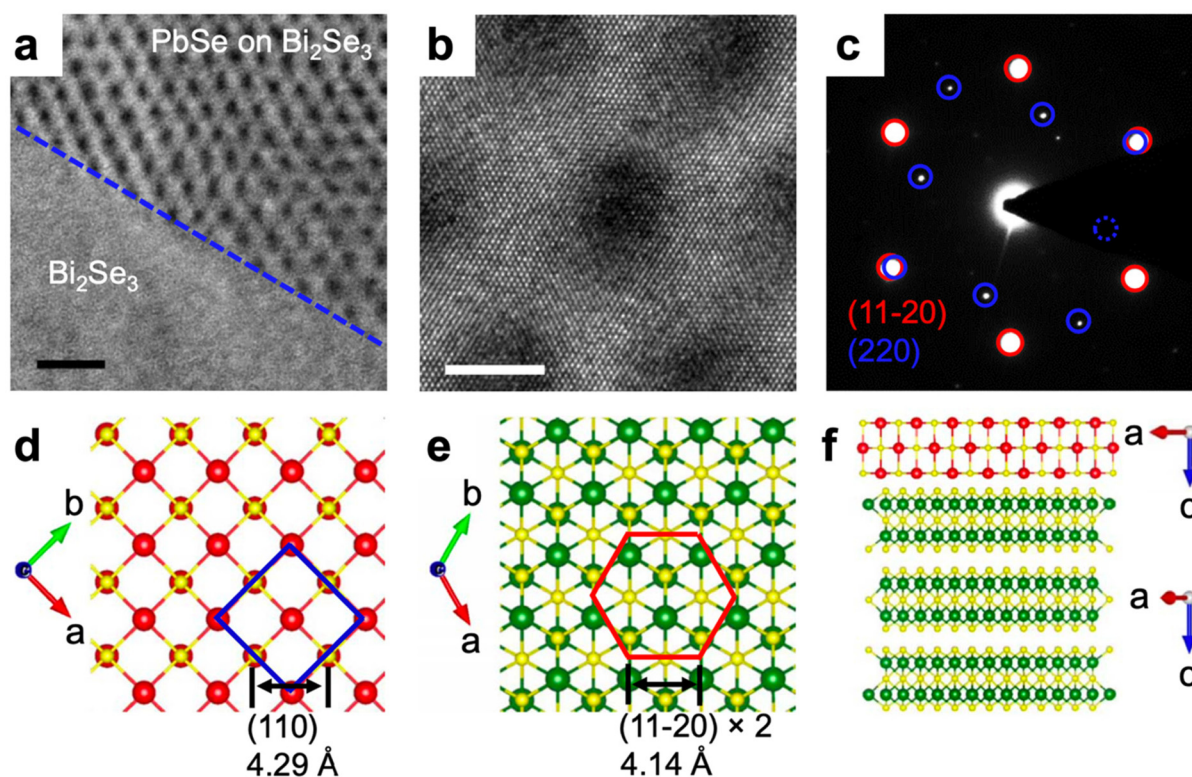 a
PbSe on Bi₂Se₃
Bi₂Se₃
b
c
(11-20)
(220)
d
b
a
(110)
4.29 Å
e
b
a
(11-20) × 2
4.14 Å
f
a
c
a
c